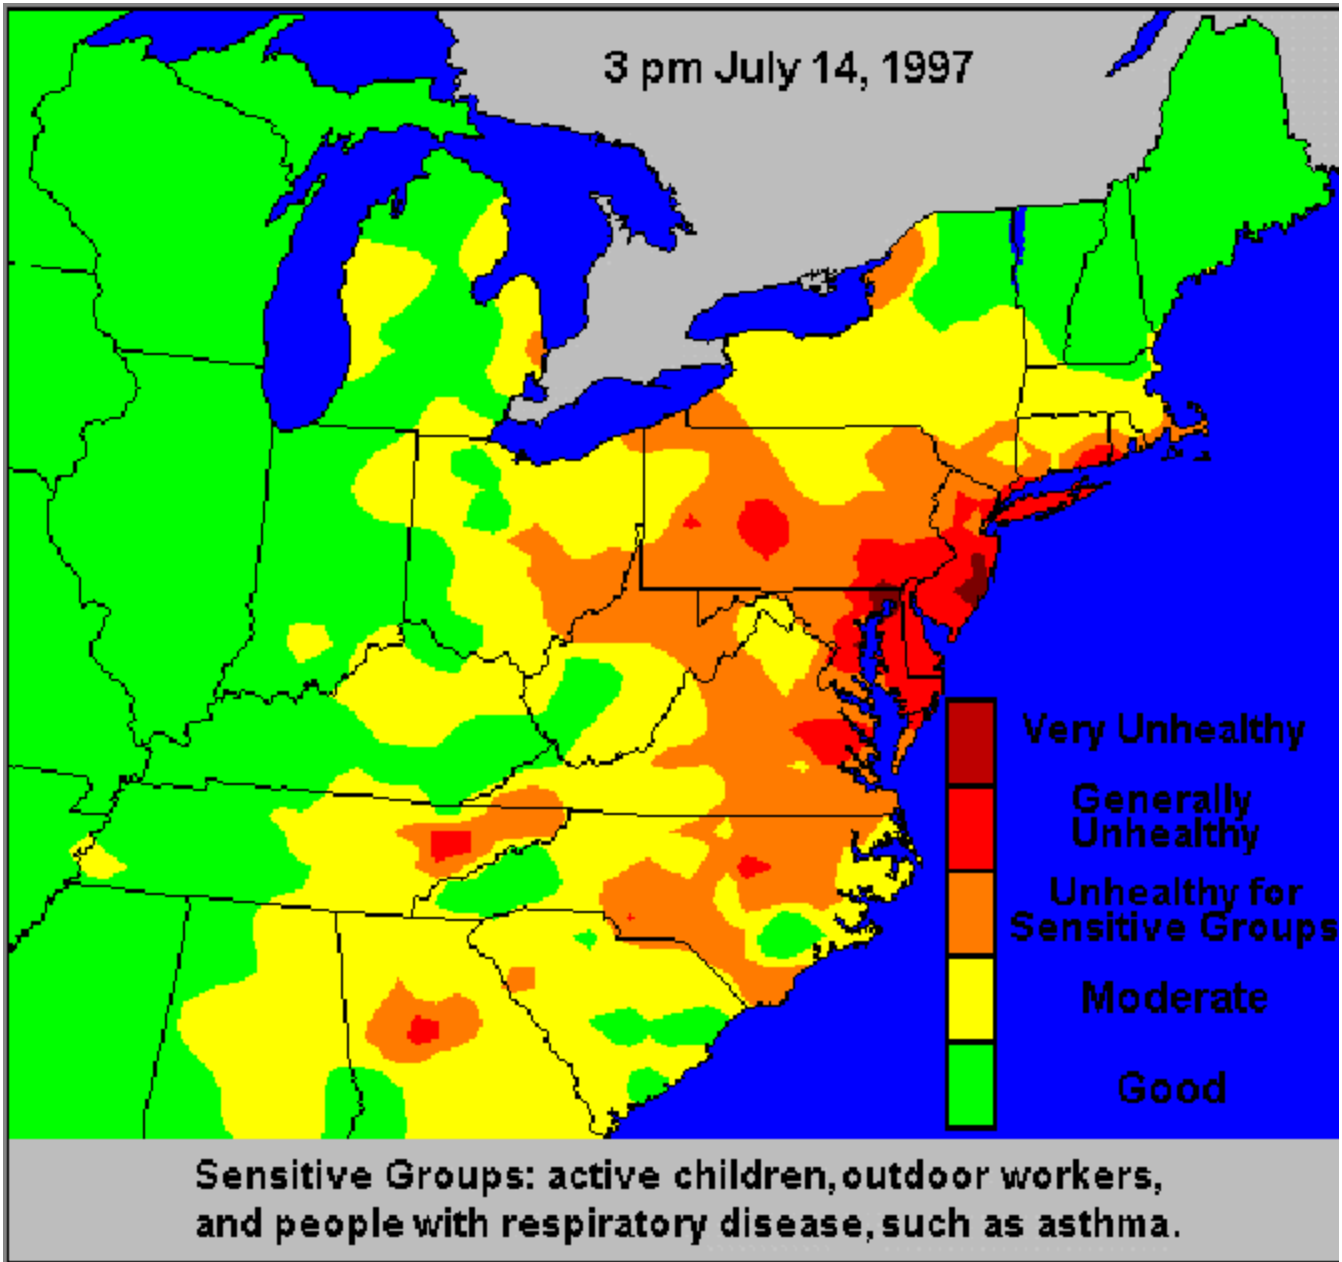 3 pm July 14, 1997
Very Unhealthy
Generally
Unhealthy
Unhealthy for
Sensitive Groups
Moderate
Good
Sensitive Groups: active children, outdoor workers,
and people with respiratory disease, such as asthma.